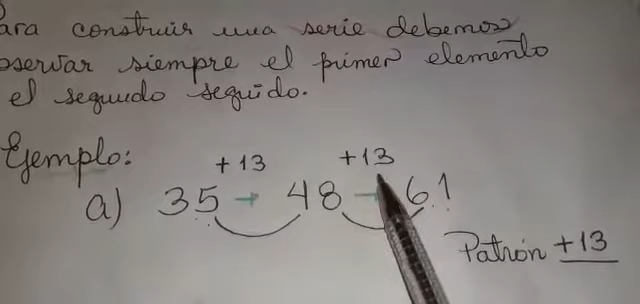 ara construir una serie debemos
bservar siempre el primer elemento
el segundo seguido.
Ejemplo:
+13 +13
a) 35 → 48 → 61
Patrón +13